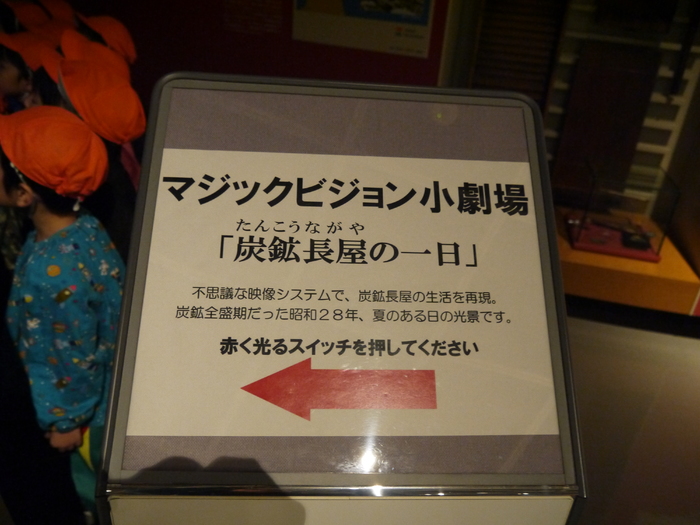 マジックビジョン小劇場
たんこうながや
「炭鉱長屋の一日」
不思議な映像システムで、炭鉱長屋の生活を再現。
炭鉱全盛期だった昭和２８年、夏のある日の光景です。
赤く光るスイッチを押してください